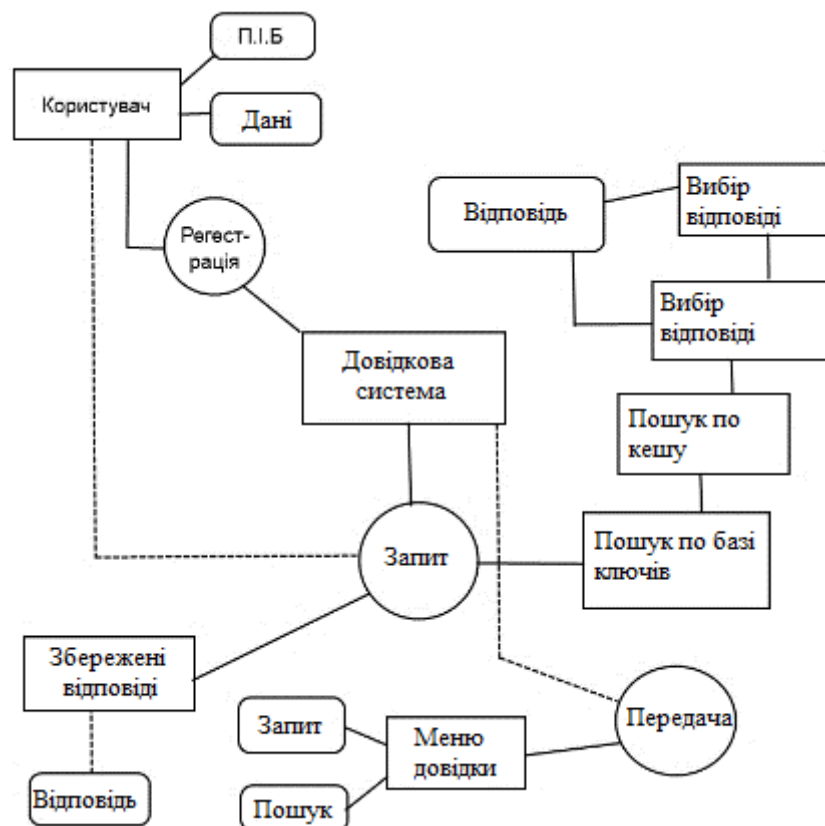 П.І.Б
Користувач
Дані
Вибір
відповіді
Відповідь
Регест-
рація
Вибір
відповіді
Довідкова
система
Пошук по
кешу
Запит
Пошук по базі
ключів
Збережені
відповіді
Передача
Запит
Меню
довідки
Відповідь
Пошук